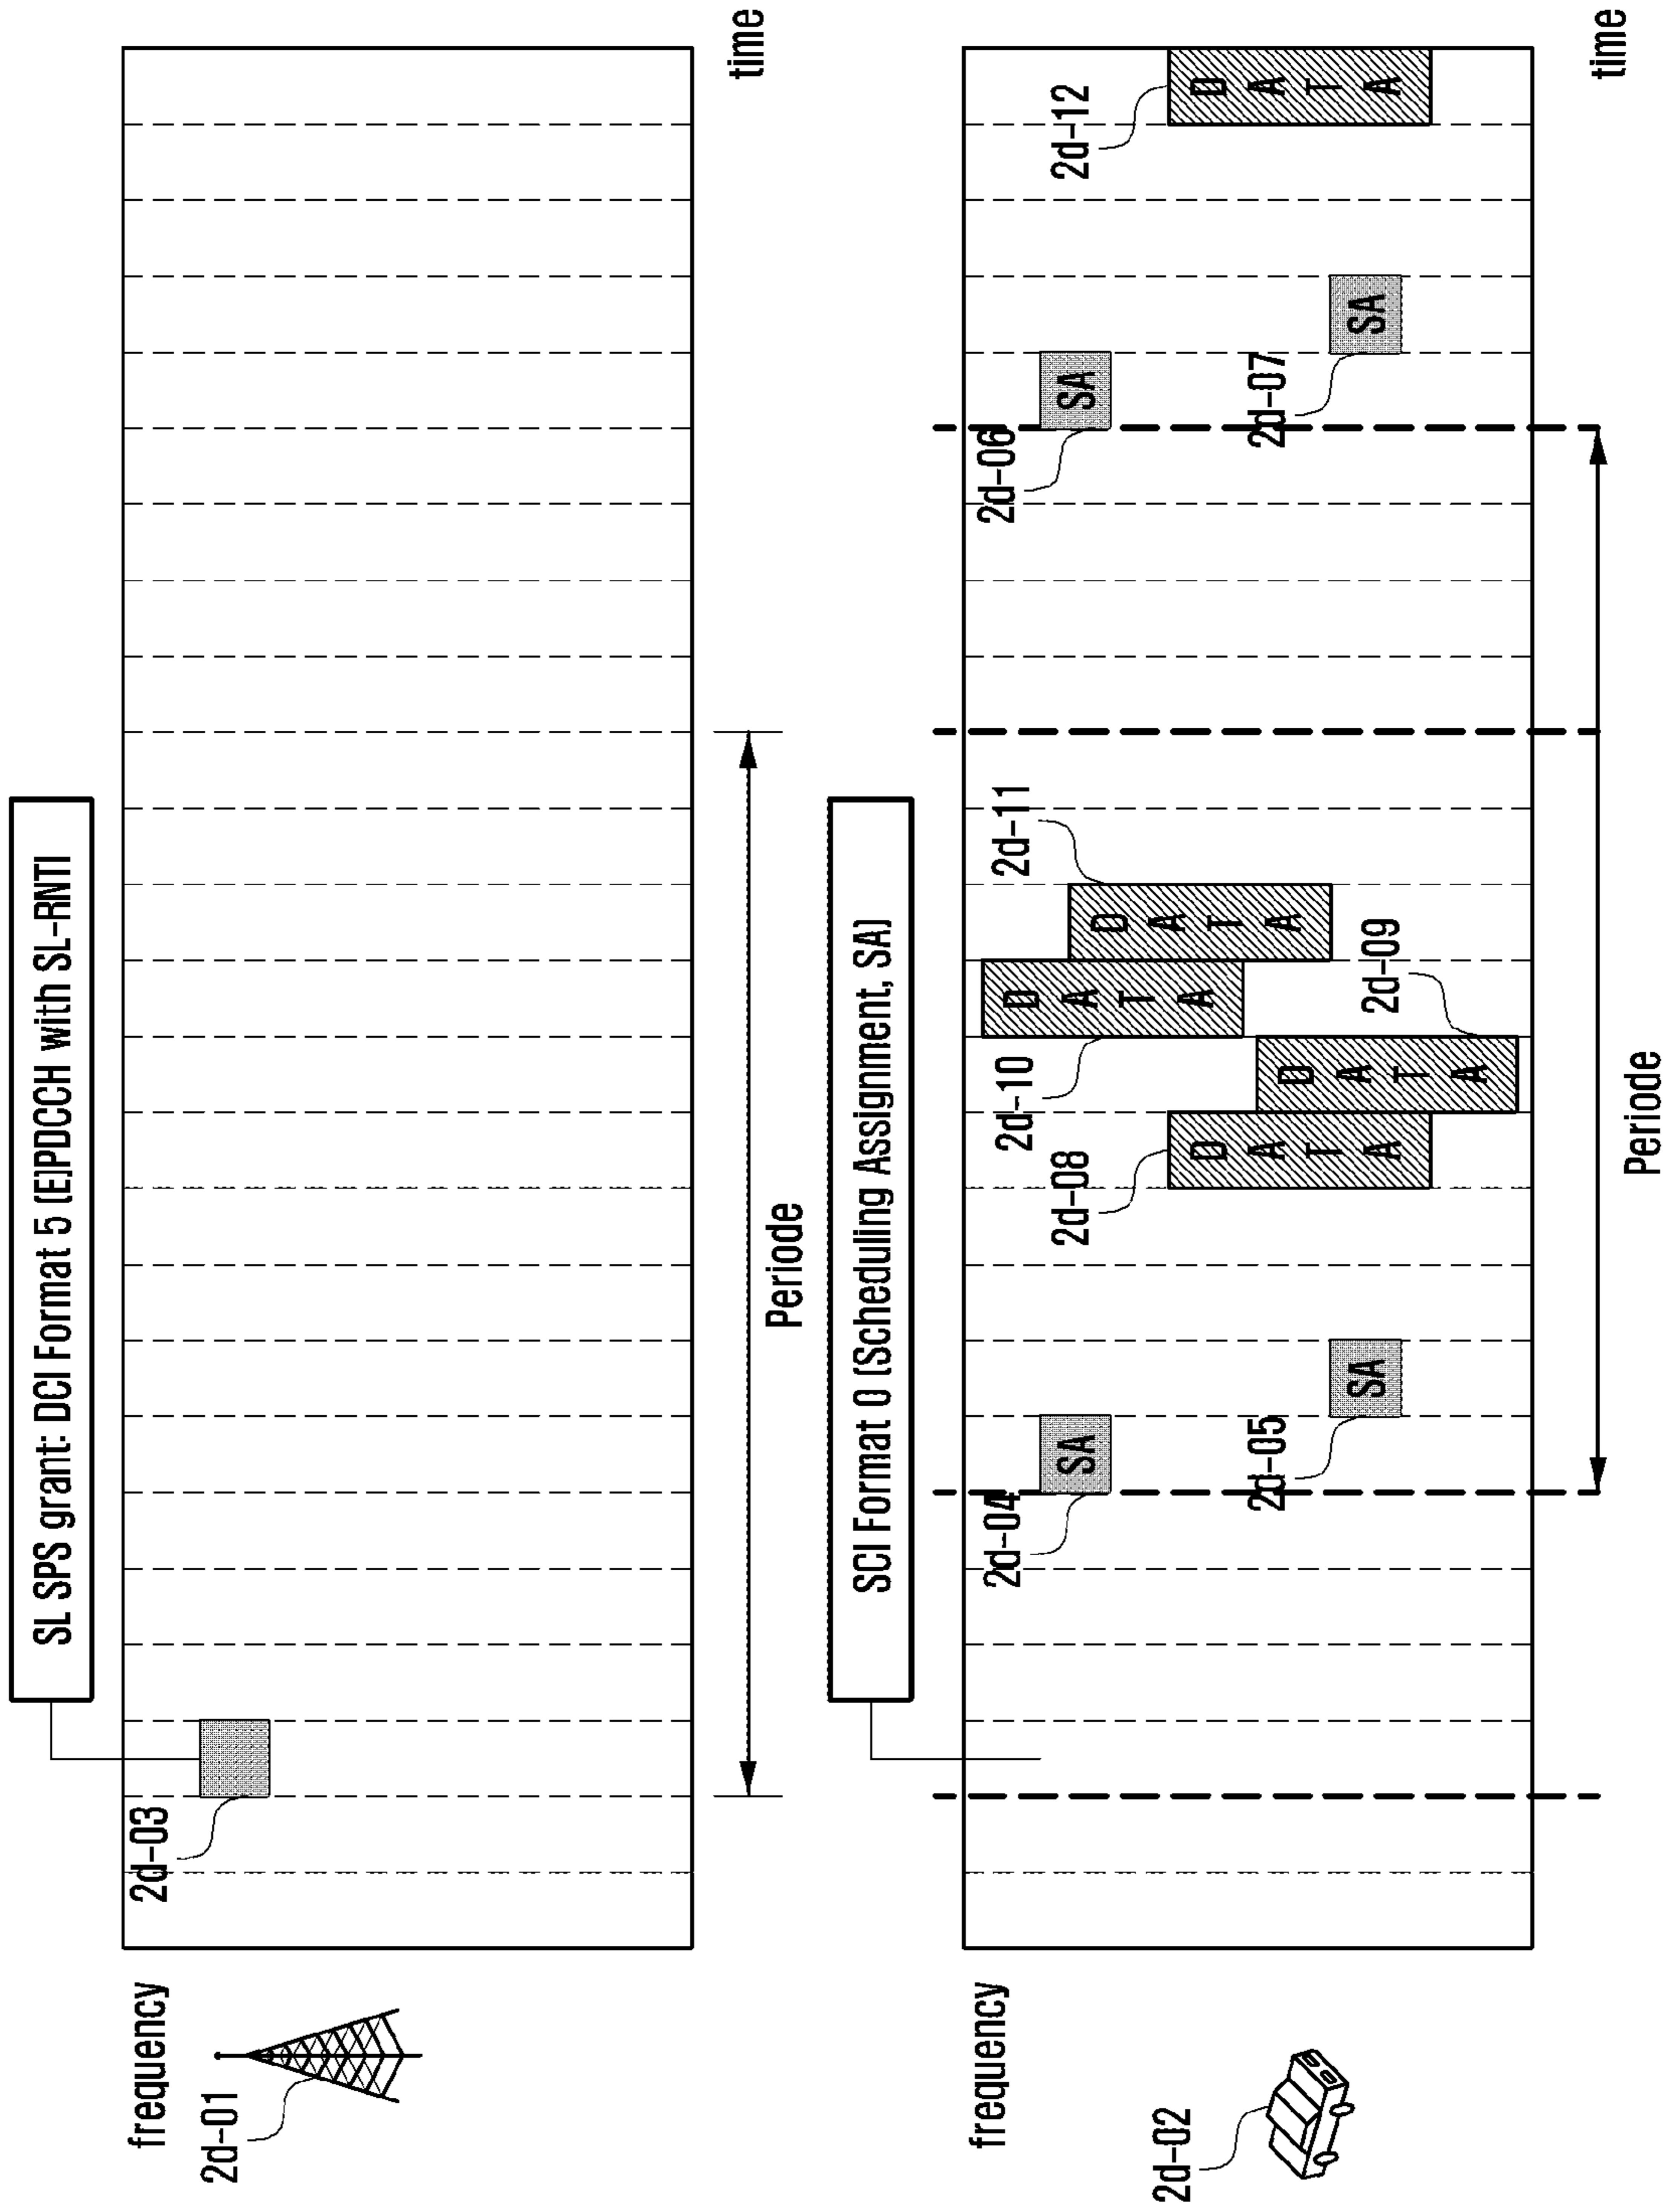 SL SPS grant: DCI Format 5 (E)PDCCH with SL-RNTI
frequency
2d-01
2d-03
time
Periode
SCI Format 0 (Scheduling Assignment, SA)
frequency
2d-02
2d-04
SA
2d-05
SA
2d-08
DATA
2d-09
DATA
2d-10
DATA
2d-11
DATA
2d-06
SA
2d-07
SA
2d-12
DATA
time
Periode